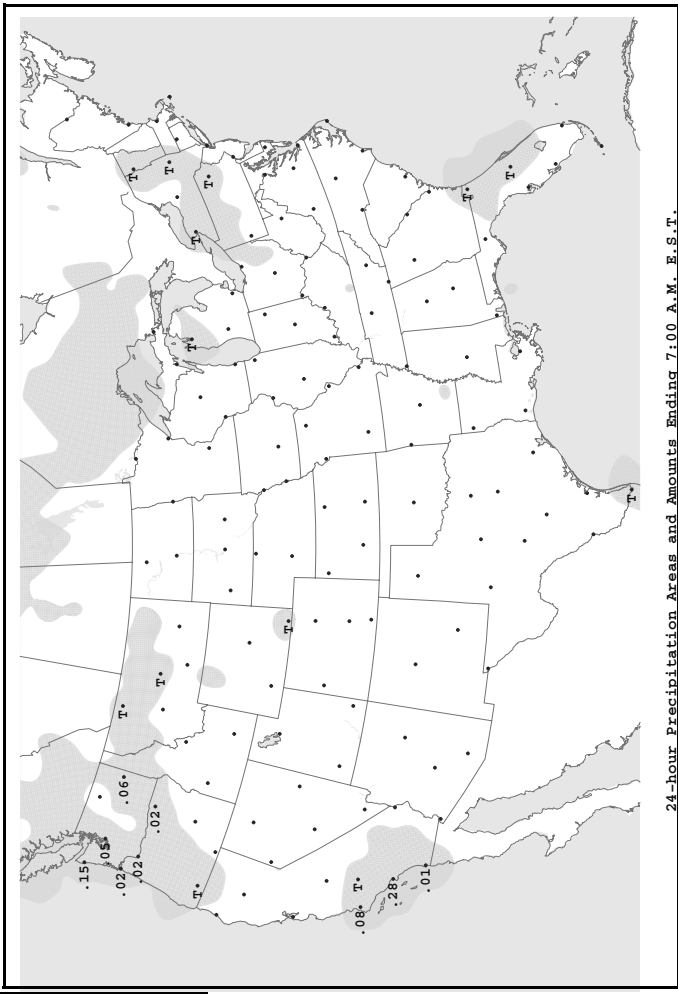 .15
.05
.02
.06
T
T
.02
.02
T
T
T
T
T
T
T
.08
T
.28
.01
T
T
T
24-hour Precipitation Areas and Amounts Ending 7:00 A.M. E.S.T.